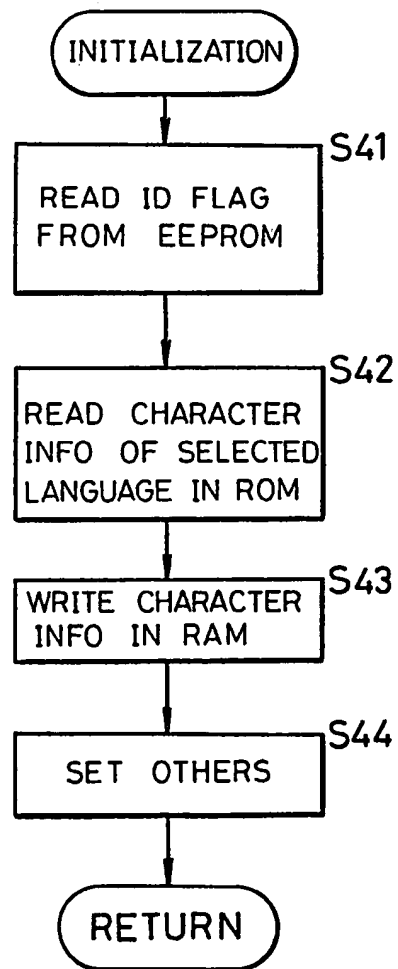 INITIALIZATION
S41
READ ID FLAG
FROM EEPROM
S42
READ CHARACTER
INFO OF SELECTED
LANGUAGE IN ROM
S43
WRITE CHARACTER
INFO IN RAM
S44
SET OTHERS
RETURN